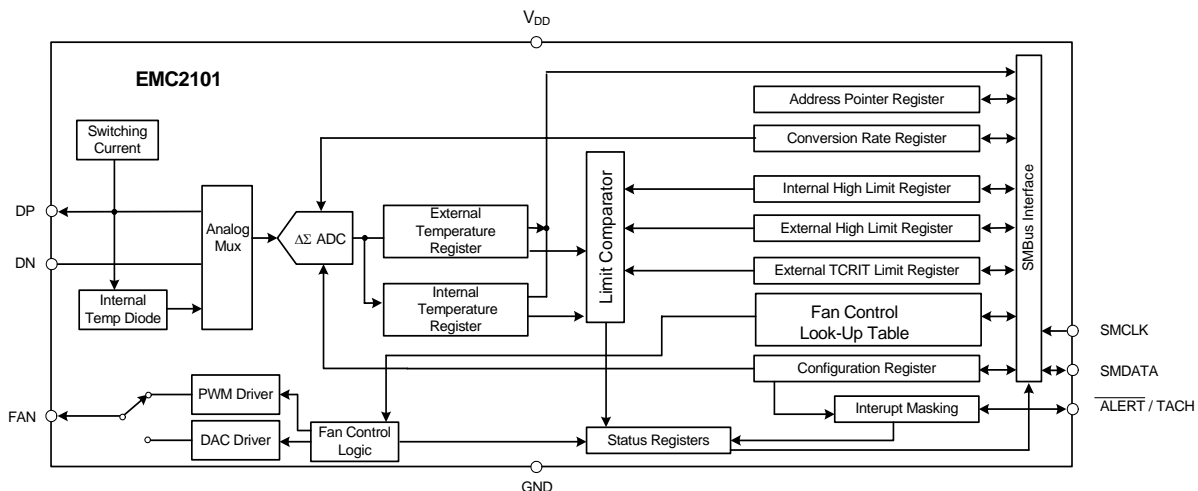 V_DD
EMC2101
Switching
Current
Address Pointer Register
Conversion Rate Register
DP
DN
Analog
Mux
ΔΣ ADC
External
Temperature
Register
Internal
Temp Diode
Internal
Temperature
Register
Limit Comparator
Internal High Limit Register
External High Limit Register
External TCRIT Limit Register
Fan Control
Look-Up Table
Configuration Register
Interupt Masking
SMBus Interface
SMCLK
SMDATA
ALERT / TACH
FAN
PWM Driver
DAC Driver
Fan Control
Logic
Status Registers
GND